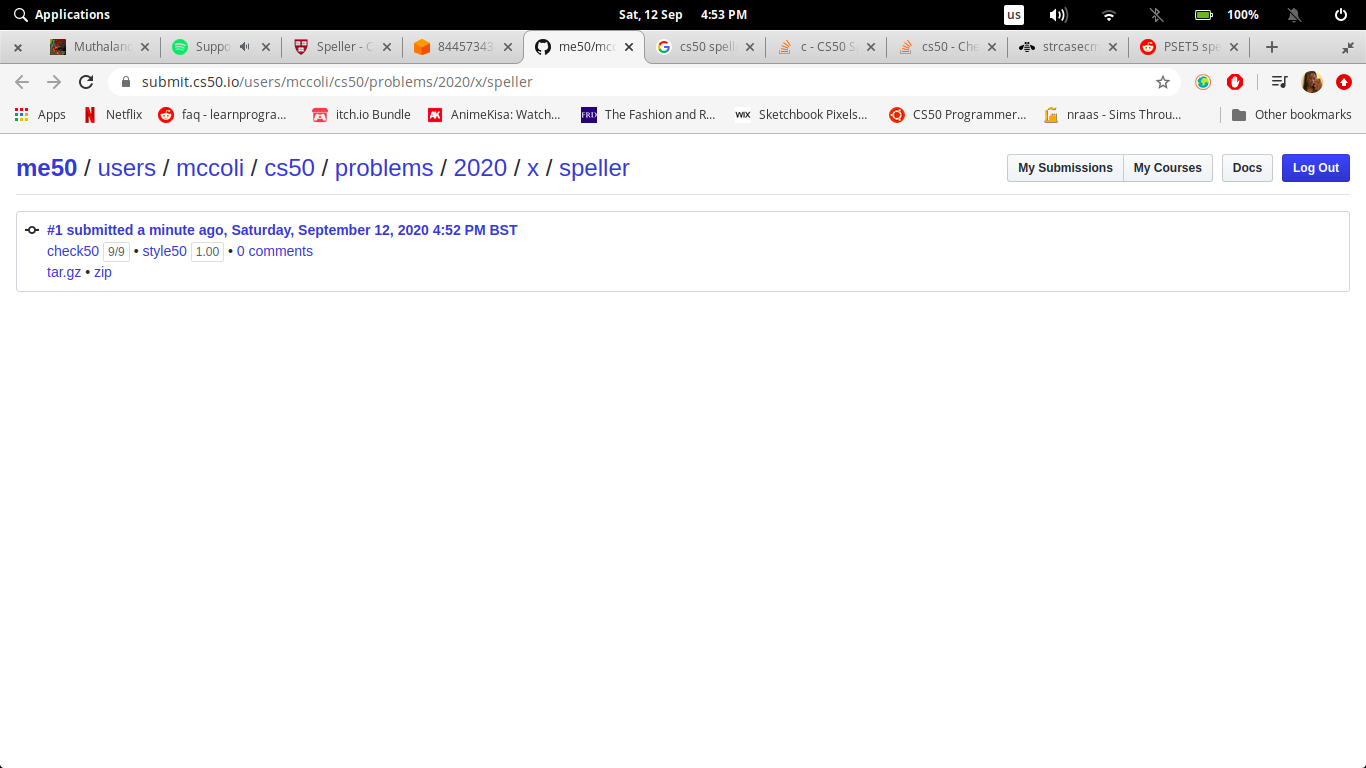 Applications Sat, 12 Sep 4:53 PM us 100%
Speller - C 84457343 me50/mcc cs50 spell c - CS50 S cs50 - Che strcasecm PSET5 spe
submit.cs50.io/users/mccoli/cs50/problems/2020/x/speller
Apps Netflix faq - learnprogra... itch.io Bundle AnimeKisa: Watch... The Fashion and R... Sketchbook Pixels... CS50 Programmer... nraas - Sims Throu... Other bookmarks
me50 / users / mccoli / cs50 / problems / 2020 / x / speller My Submissions My Courses Docs Log Out
#1 submitted a minute ago, Saturday, September 12, 2020 4:52 PM BST
check50 9/9 • style50 1.00 • 0 comments
tar.gz • zip